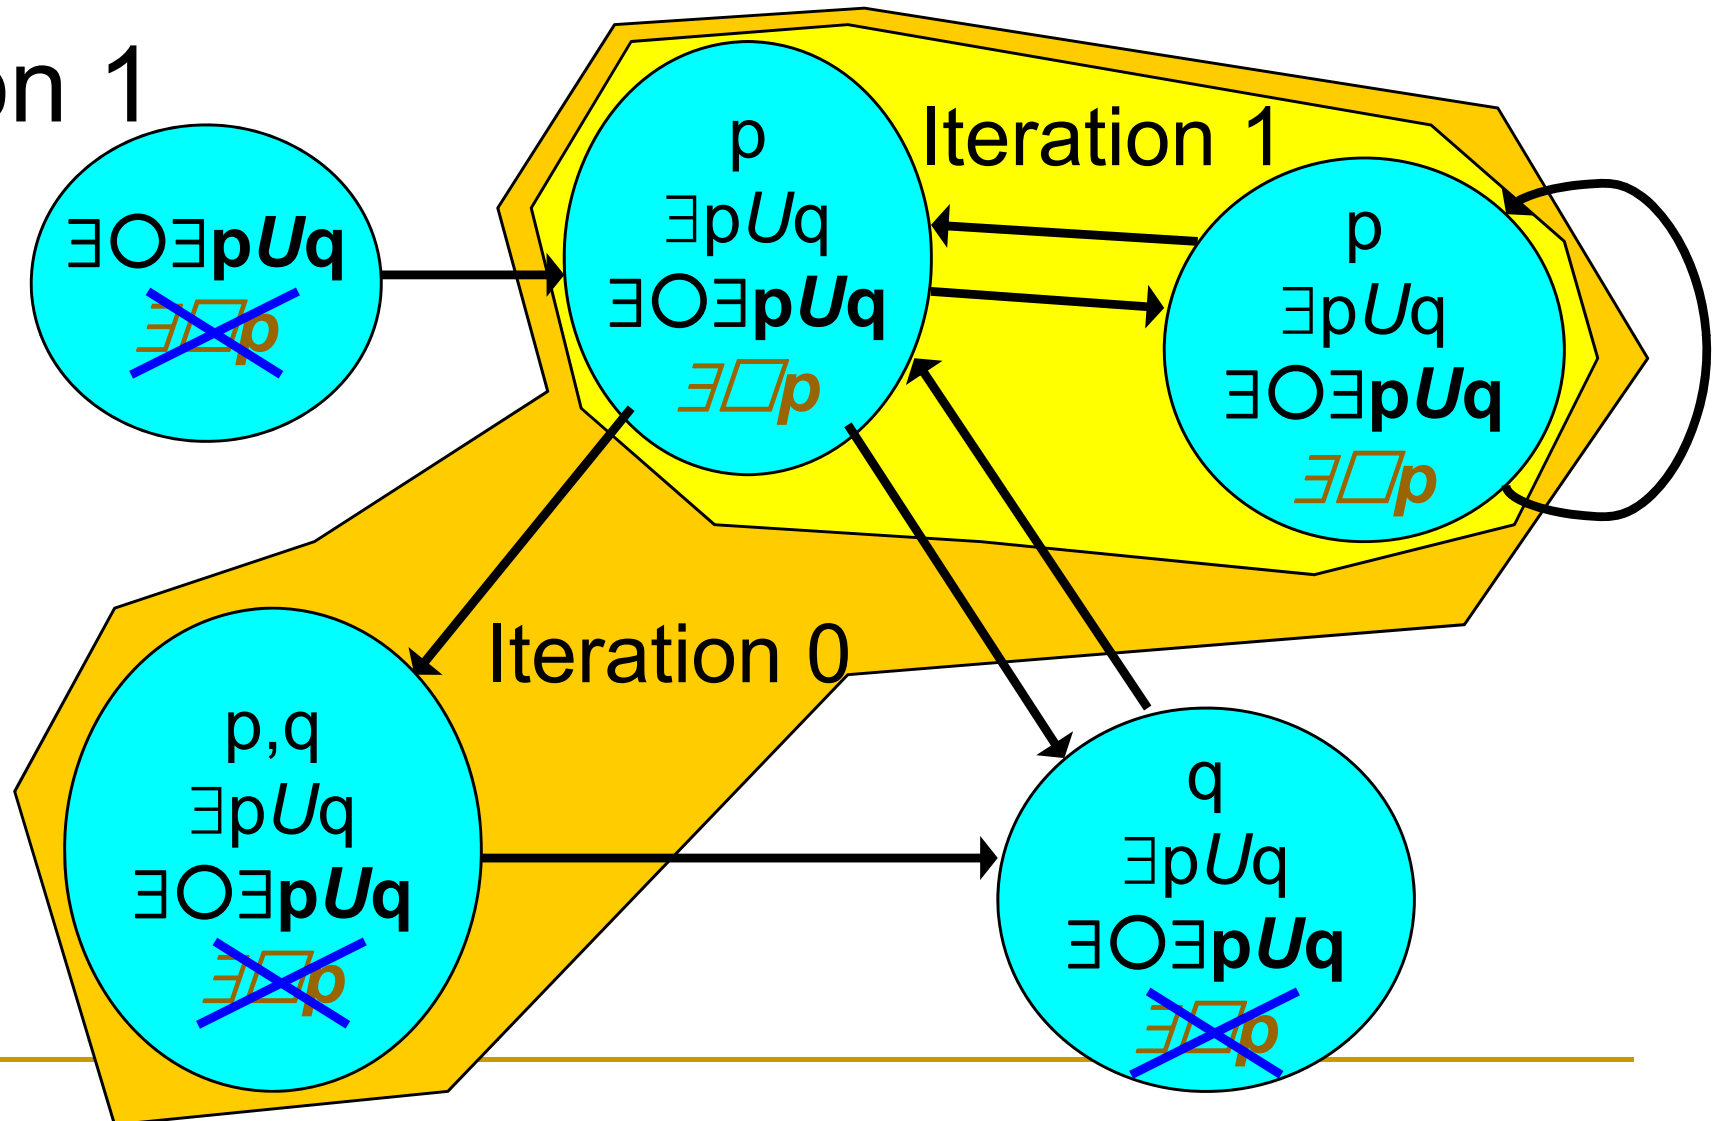 on 1
∃○∃pUq
∃□p
p
∃pUq
∃○∃pUq
∃□p
Iteration 1
p
∃pUq
∃○∃pUq
∃□p
Iteration 0
p,q
∃pUq
∃○∃pUq
∃□p
q
∃pUq
∃○∃pUq
∃□p